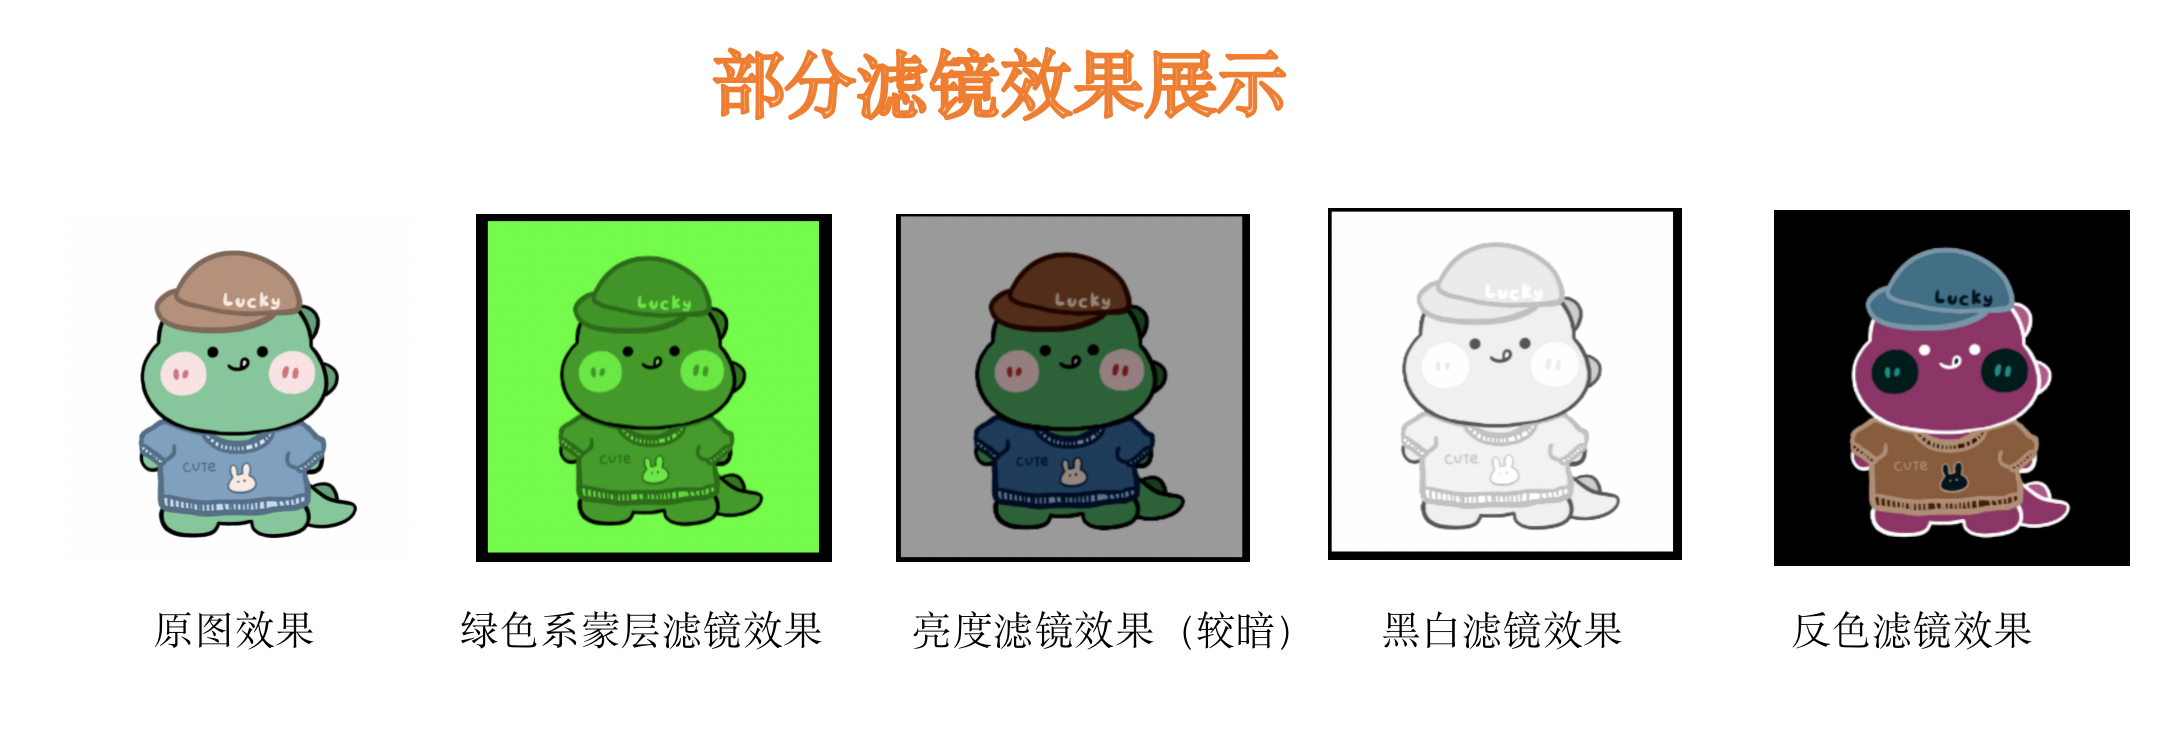 部分滤镜效果展示
Lucky
CUTE
Lucky
CUTE
Lucky
CUTE
Lucky
CUTE
Lucky
CUTE
原图效果
绿色系蒙层滤镜效果
亮度滤镜效果（较暗）
黑白滤镜效果
反色滤镜效果